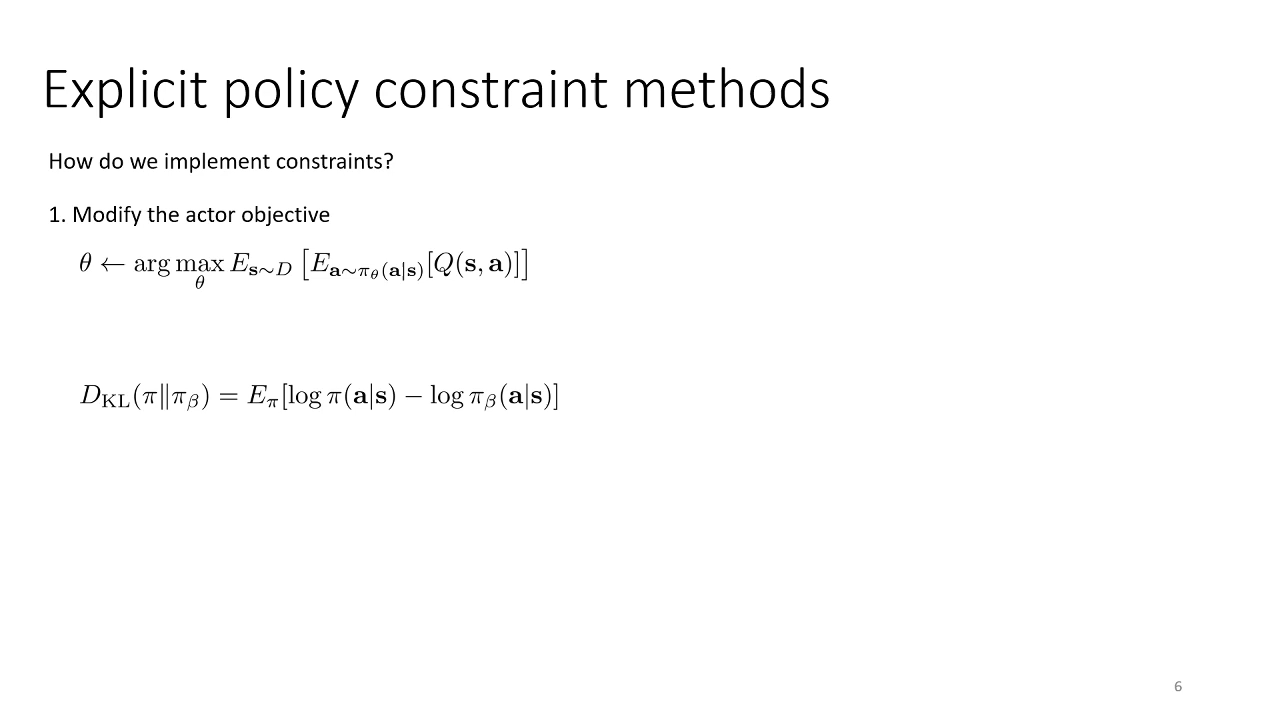 Explicit policy constraint methods
How do we implement constraints?
1. Modify the actor objective
θ ← arg max_θ E_{s∼D} [E_{a∼π_θ(a|s)}[Q(s, a)]]
D_KL(π‖π_β) = E_π[log π(a|s) − log π_β(a|s)]
6